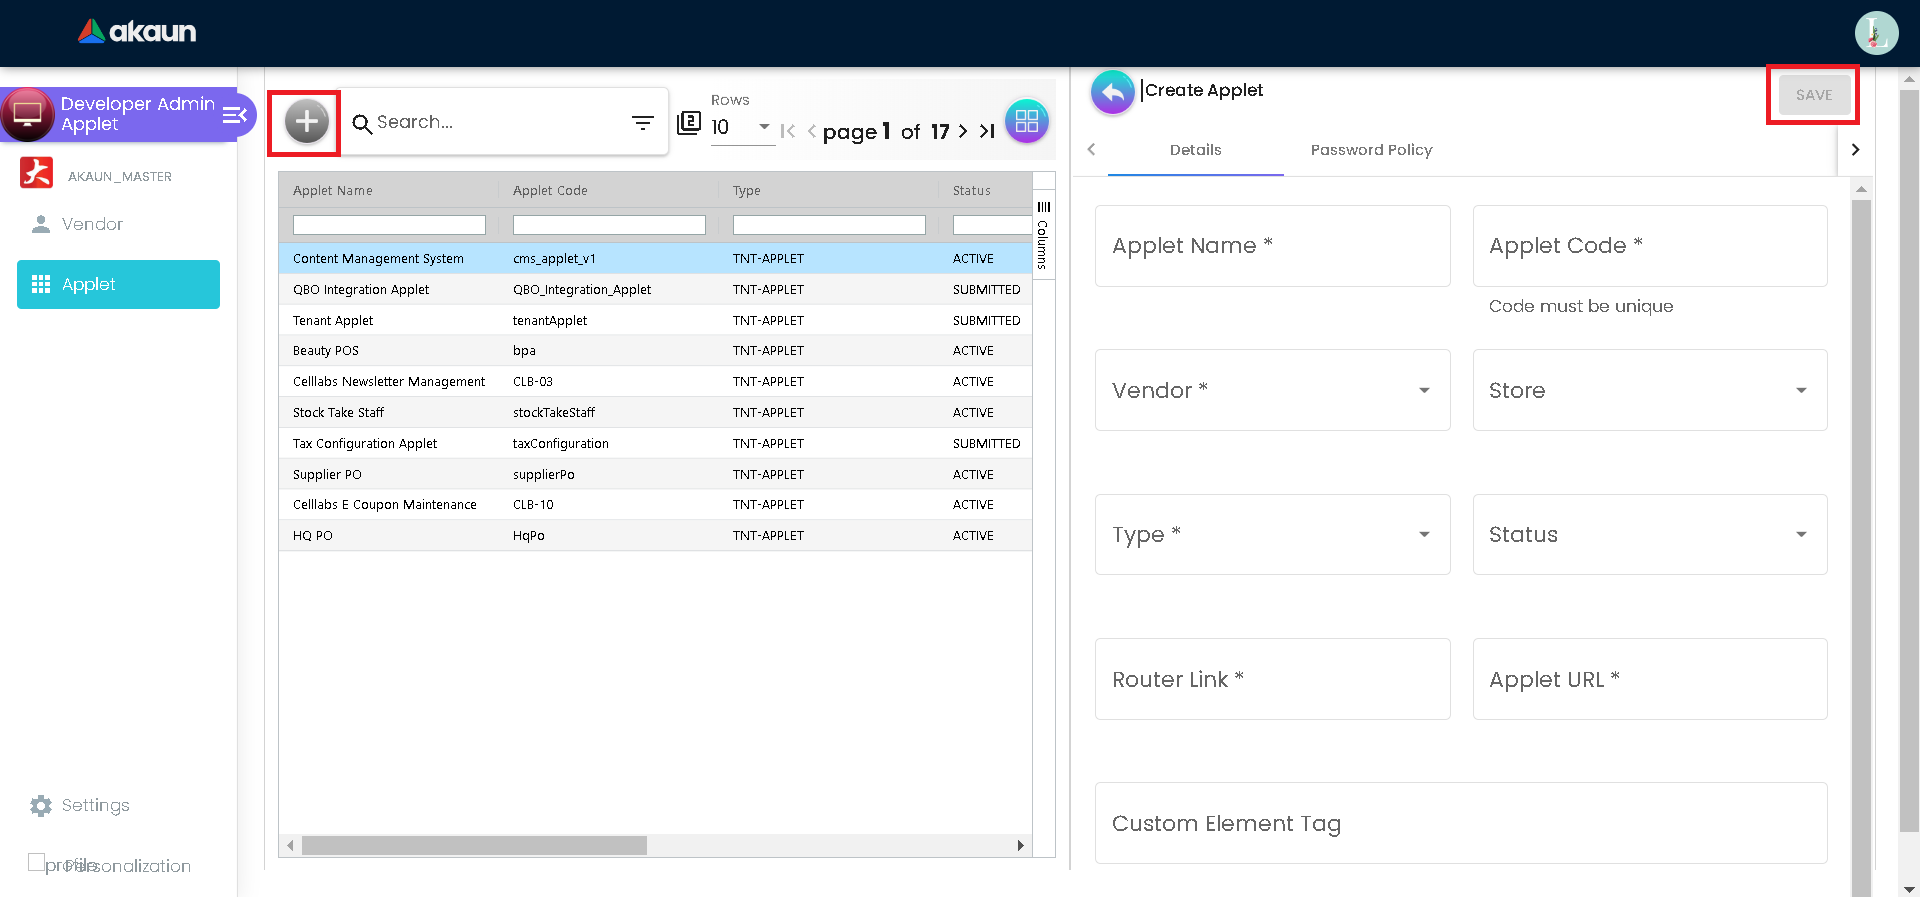 akaun
L
Developer Admin
Applet
AKAUN_MASTER
Vendor
Applet
Settings
profile
Personalization
Search...
2
Rows
10
page 1 of 17
Applet Name Applet Code Type Status
Content Management System cms_applet_v1 TNT-APPLET ACTIVE
QBO Integration Applet QBO_Integration_Applet TNT-APPLET SUBMITTED
Tenant Applet tenantApplet TNT-APPLET SUBMITTED
Beauty POS bpa TNT-APPLET ACTIVE
Celllabs Newsletter Management CLB-03 TNT-APPLET ACTIVE
Stock Take Staff stockTakeStaff TNT-APPLET ACTIVE
Tax Configuration Applet taxConfiguration TNT-APPLET SUBMITTED
Supplier PO supplierPo TNT-APPLET ACTIVE
Celllabs E Coupon Maintenance CLB-10 TNT-APPLET ACTIVE
HQ PO HqPo TNT-APPLET ACTIVE
Columns
Create Applet
SAVE
Details Password Policy
Applet Name * Applet Code *
Code must be unique
Vendor * Store
Type * Status
Router Link * Applet URL *
Custom Element Tag